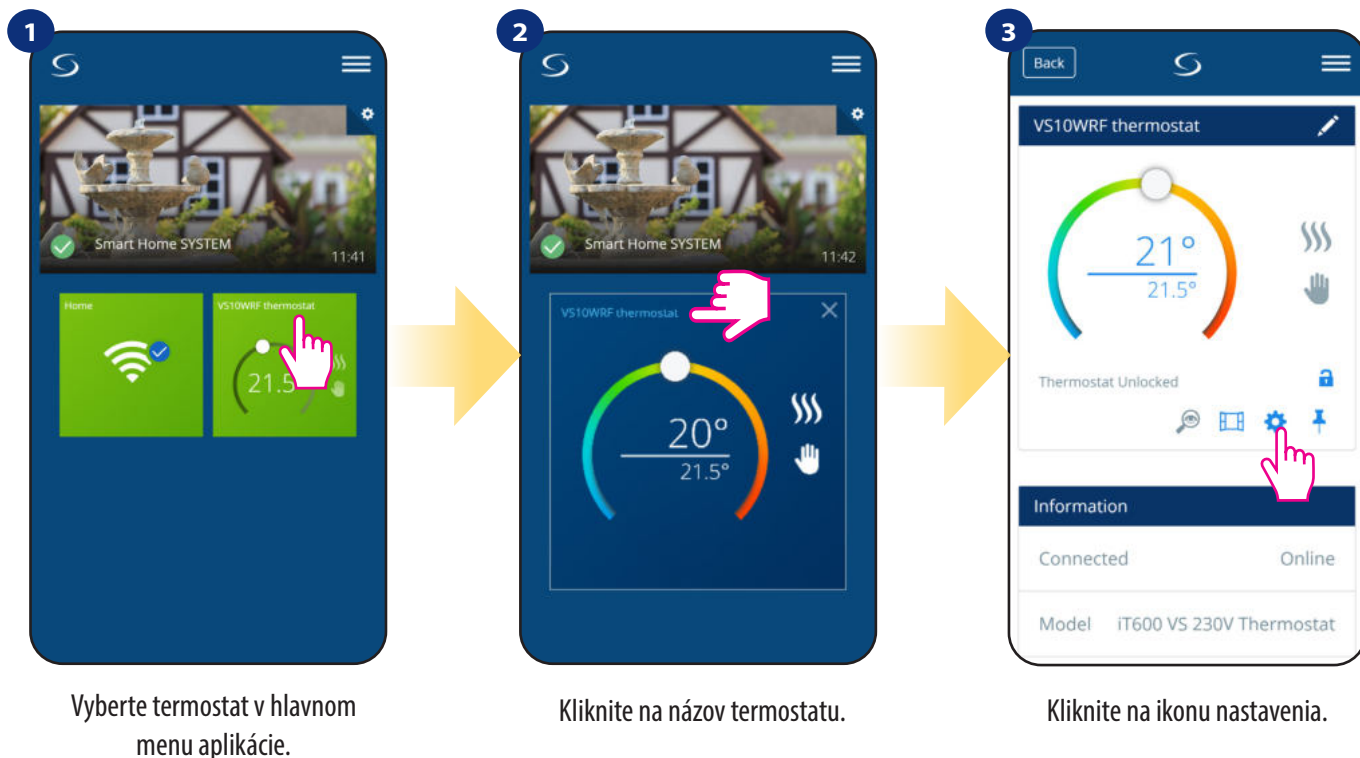 1
Smart Home SYSTEM
11:41
Home
VS10WRF thermostat
21.5
Vyberte termostat v hlavnom
menu aplikácie.
2
Smart Home SYSTEM
11:42
VS10WRF thermostat
20°
21.5°
Kliknite na názov termostatu.
3
Back
VS10WRF thermostat
21°
21.5°
Thermostat Unlocked
Information
Connected Online
Model iT600 VS 230V Thermostat
Kliknite na ikonu nastavenia.